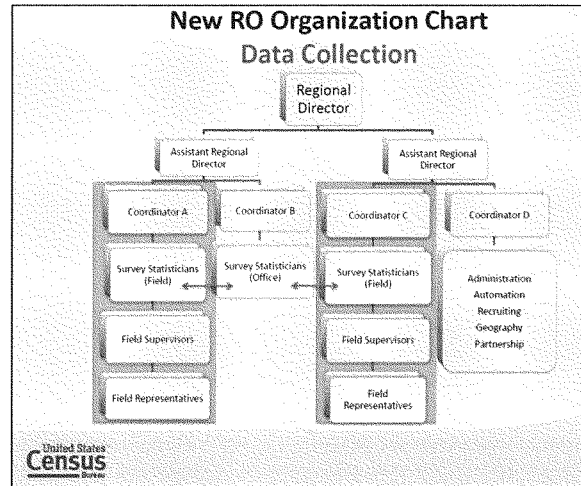 New RO Organization Chart
Data Collection
Regional
Director
Assistant Regional
Director
Assistant Regional
Director
Coordinator A
Coordinator B
Coordinator C
Coordinator D
Survey Statisticians
(Field)
Survey Statisticians
(Office)
Survey Statisticians
(Field)
Administration
Automation
Recruiting
Geography
Partnership
Field Supervisors
Field Supervisors
Field Representatives
Field
Representatives
United States
Census
Bureau